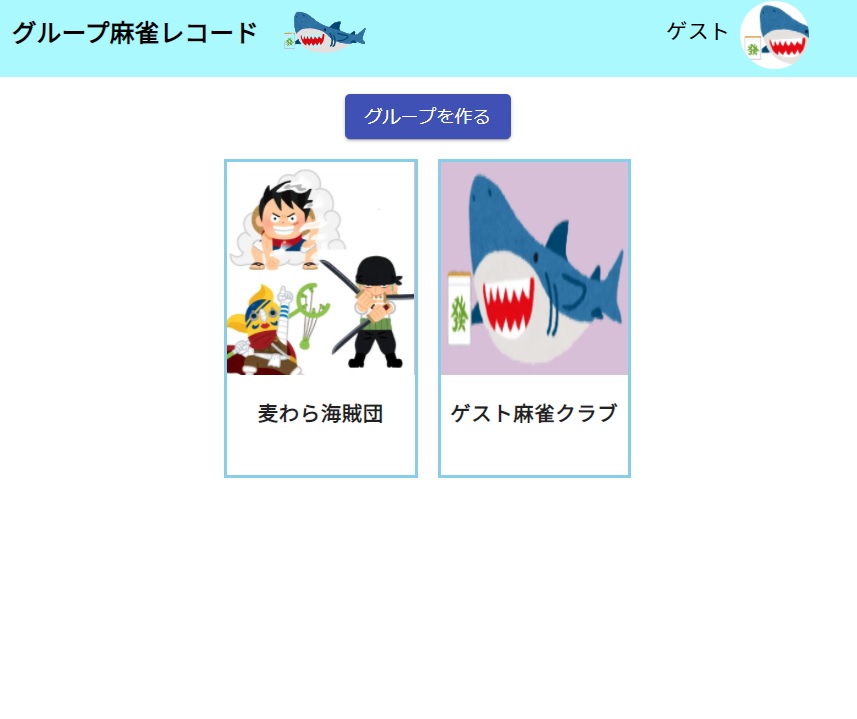 グループ麻雀レコード
ゲスト
グループを作る
麦わら海賊団
ゲスト麻雀クラブ
發